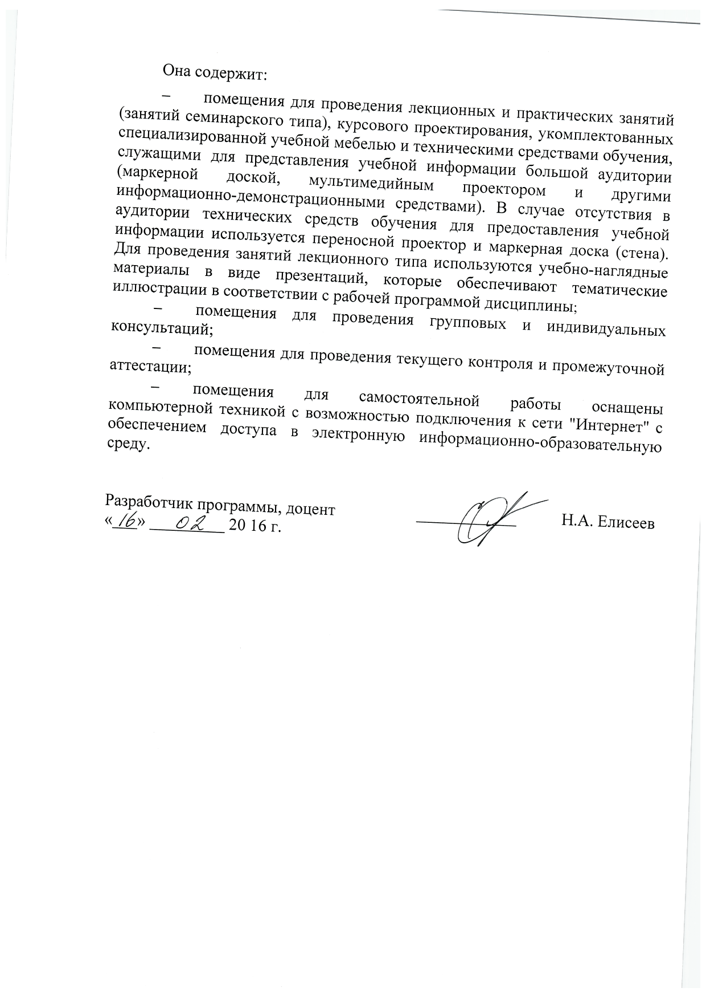 Она содержит:
– помещения для проведения лекционных и практических занятий
(занятий семинарского типа), курсового проектирования, укомплектованных
специализированной учебной мебелью и техническими средствами обучения,
служащими для представления учебной информации большой аудитории
(маркерной доской, мультимедийным проектором и другими
информационно-демонстрационными средствами). В случае отсутствия в
аудитории технических средств обучения для предоставления учебной
информации используется переносной проектор и маркерная доска (стена).
Для проведения занятий лекционного типа используются учебно-наглядные
материалы в виде презентаций, которые обеспечивают тематические
иллюстрации в соответствии с рабочей программой дисциплины;
– помещения для проведения групповых и индивидуальных
консультаций;
– помещения для проведения текущего контроля и промежуточной
аттестации;
– помещения для самостоятельной работы оснащены
компьютерной техникой с возможностью подключения к сети "Интернет" с
обеспечением доступа в электронную информационно-образовательную
среду.
Разработчик программы, доцент
«16» 02 20 16 г.
Н.А. Елисеев